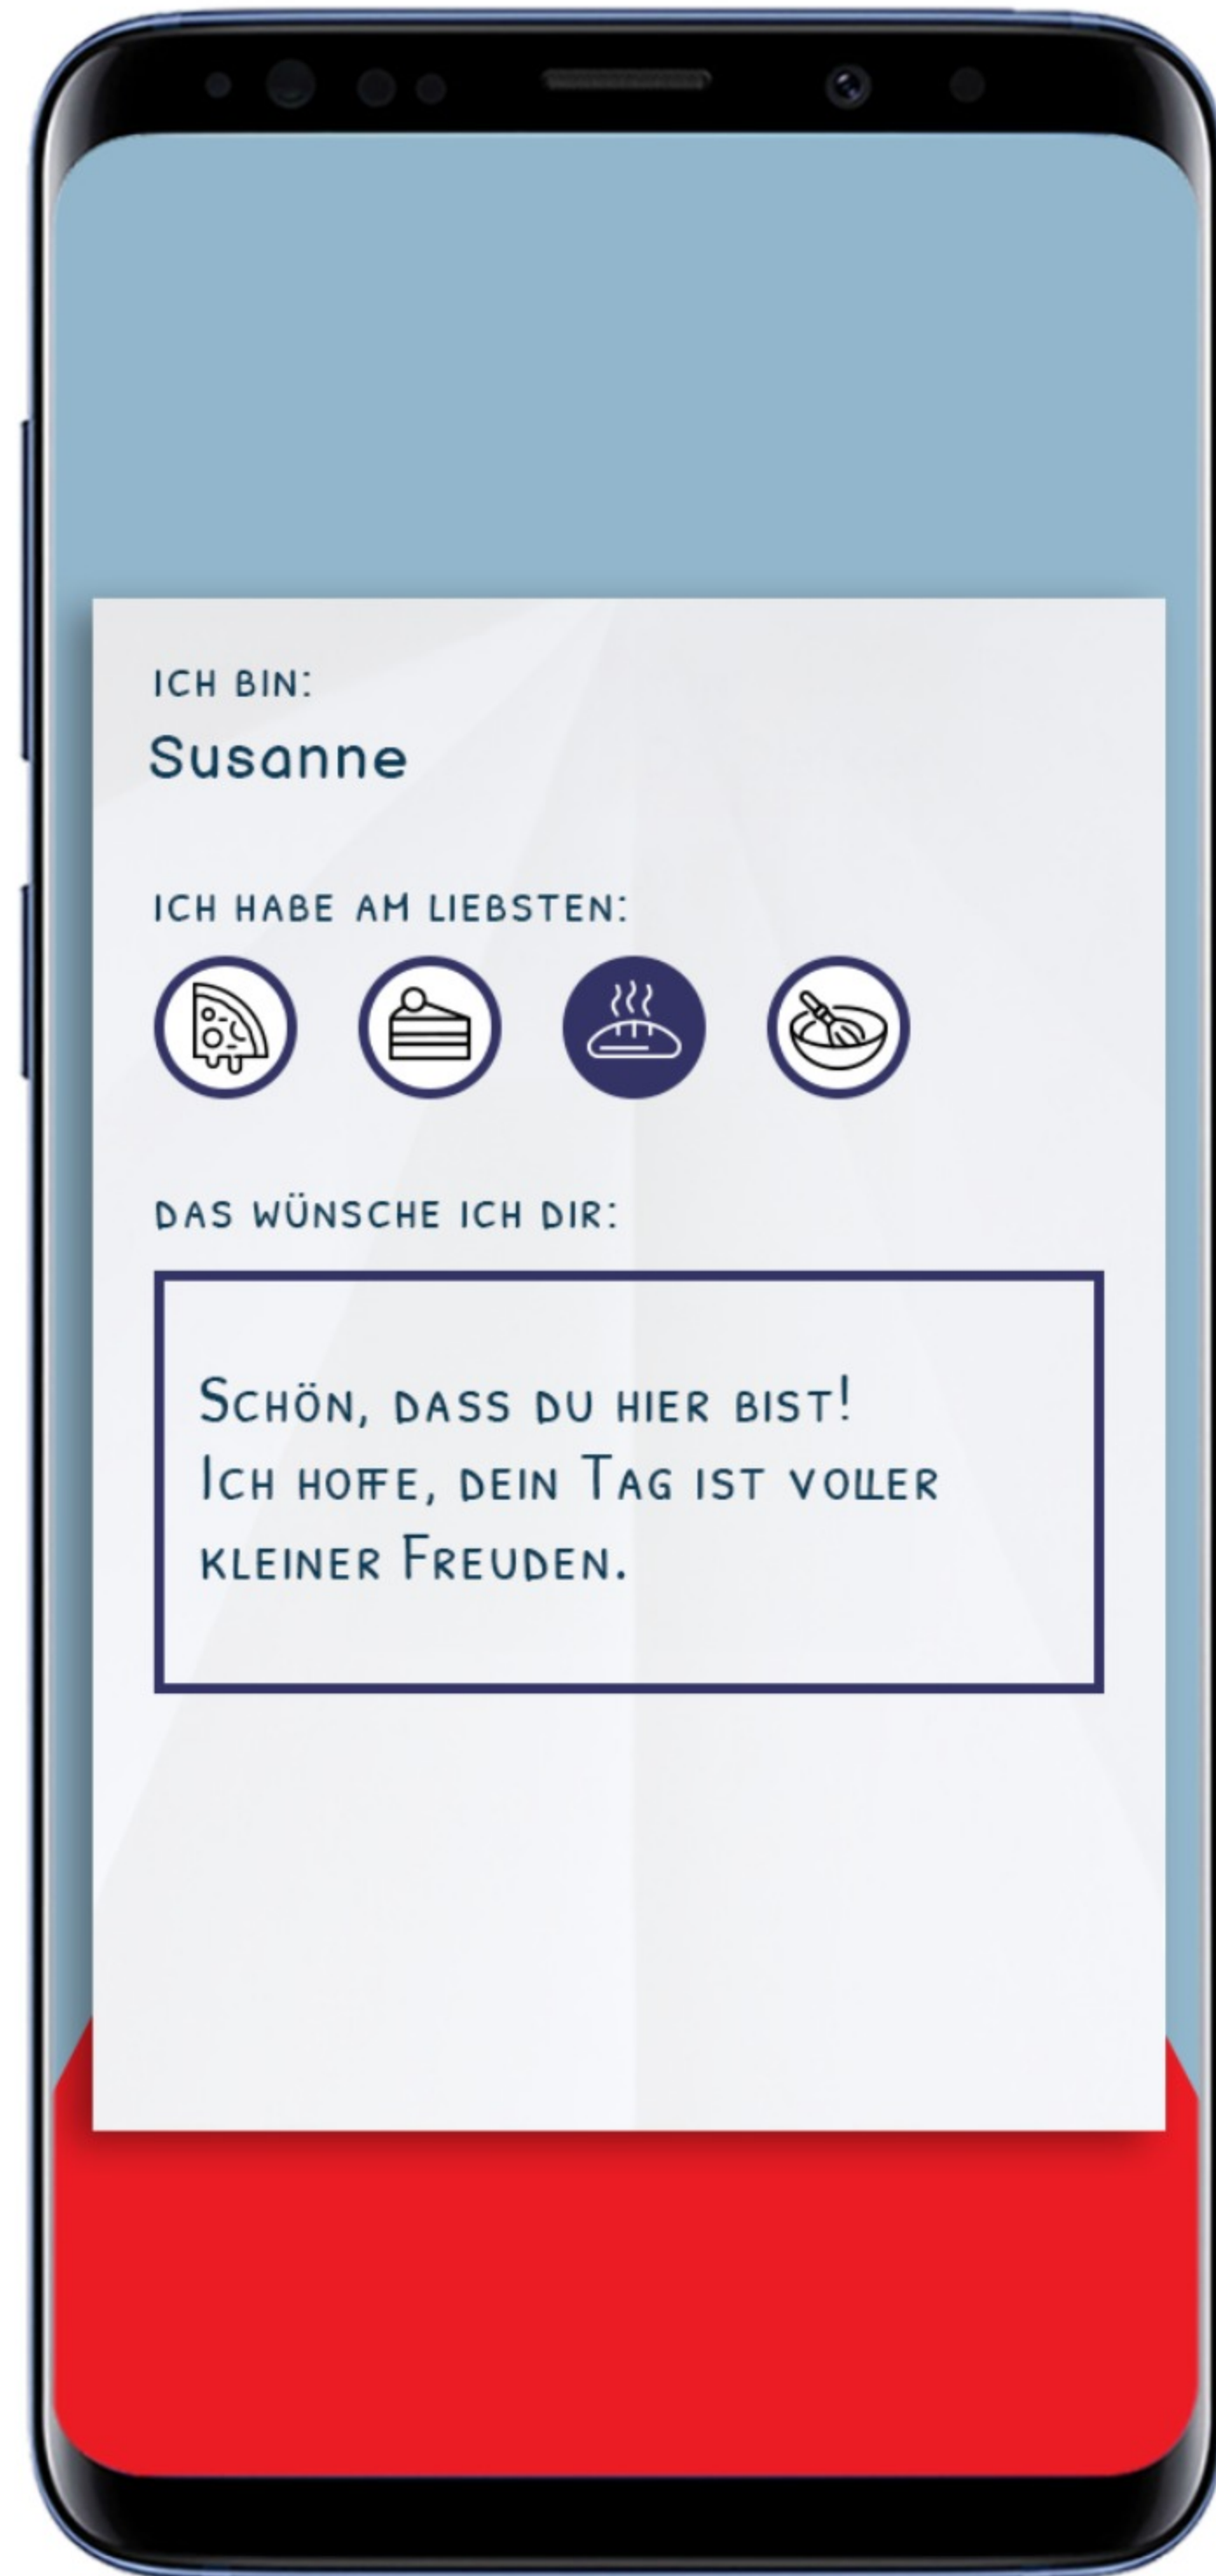 ICH BIN:
Susanne
ICH HABE AM LIEBSTEN:
DAS WÜNSCHE ICH DIR:
SCHÖN, DASS DU HIER BIST!
ICH HOFFE, DEIN TAG IST VOLLER
KLEINER FREUDEN.